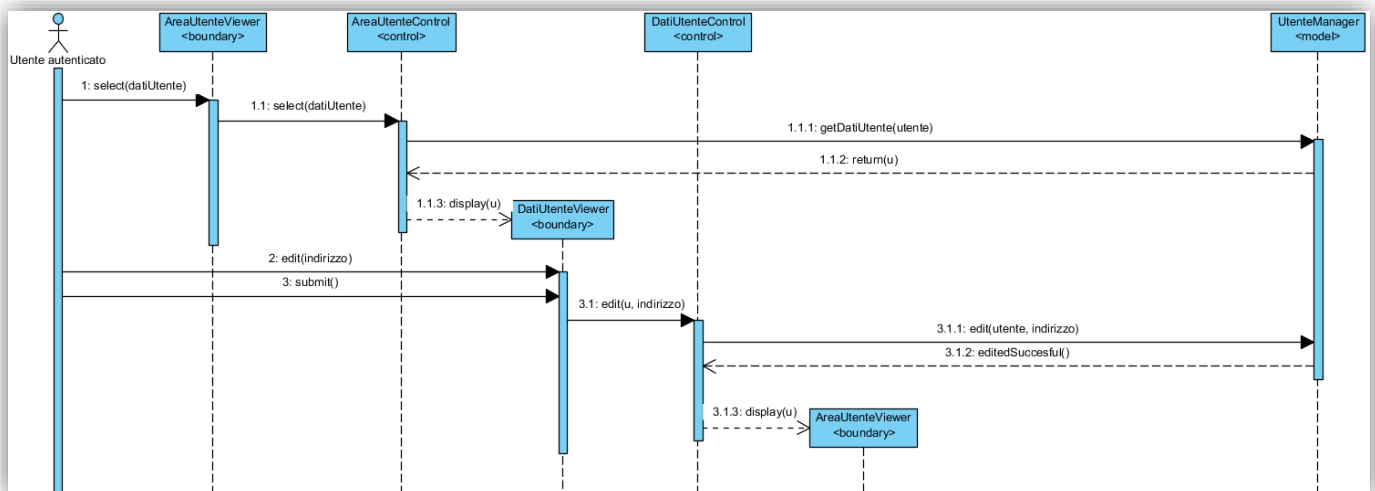 AreaUtenteViewer
<boundary>
AreaUtenteControl
<control>
DatiUtenteControl
<control>
UtenteManager
<model>
Utente autenticato
1: select(datiUtente)
1.1: select(datiUtente)
1.1.1: getDatiUtente(utente)
1.1.2: return(u)
1.1.3: display(u)
DatiUtenteViewer
<boundary>
2: edit(indirizzo)
3: submit()
3.1: edit(u, indirizzo)
3.1.1: edit(utente, indirizzo)
3.1.2: editedSuccesful()
3.1.3: display(u)
AreaUtenteViewer
<boundary>